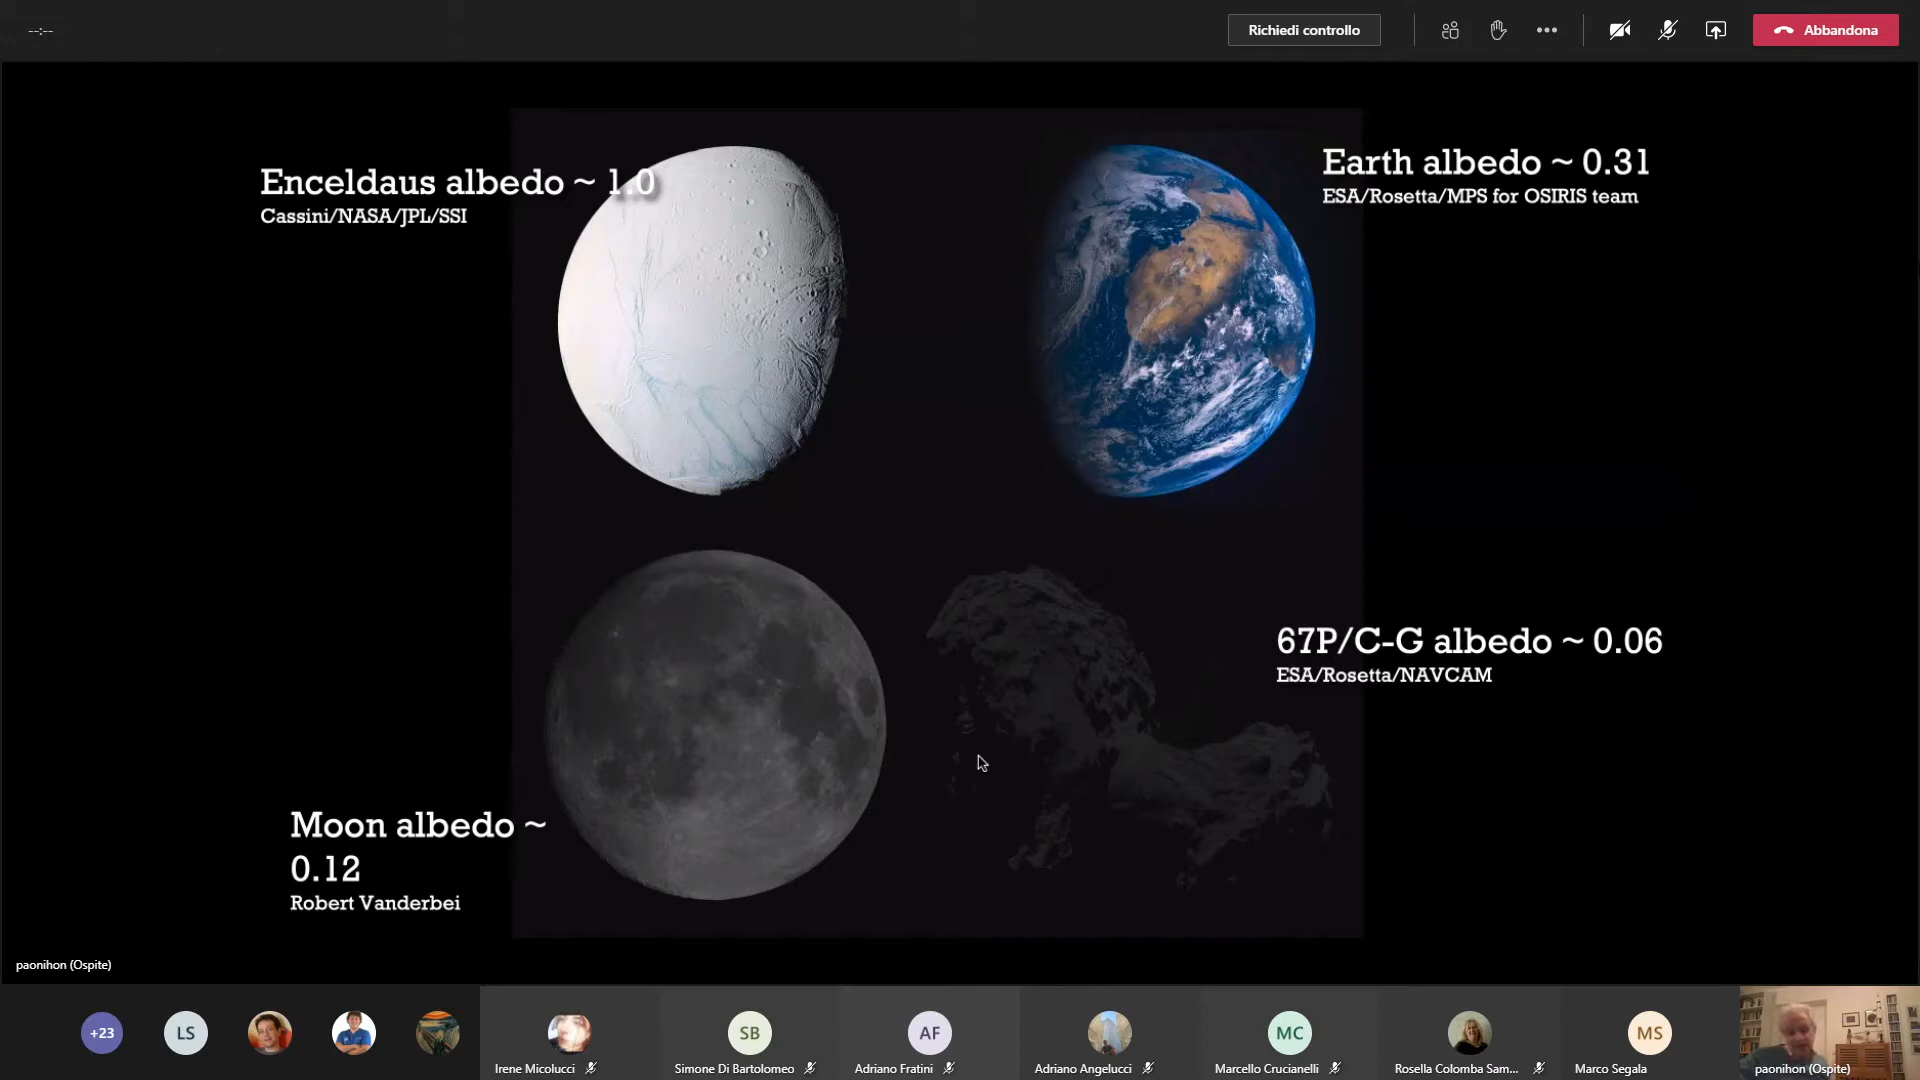 --:--
Richiedi controllo
Abbandona
Enceldaus albedo ~ 1.0
Cassini/NASA/JPL/SSI
Earth albedo ~ 0.31
ESA/Rosetta/MPS for OSIRIS team
67P/C-G albedo ~ 0.06
ESA/Rosetta/NAVCAM
Moon albedo ~
0.12
Robert Vanderbei
paonihon (Ospite)
+23
LS
SB
AF
MC
MS
Irene Micolucci
Simone Di Bartolomeo
Adriano Fratini
Adriano Angelucci
Marcello Crucianelli
Rosella Colomba Sam...
Marco Segala
paonihon (Ospite)